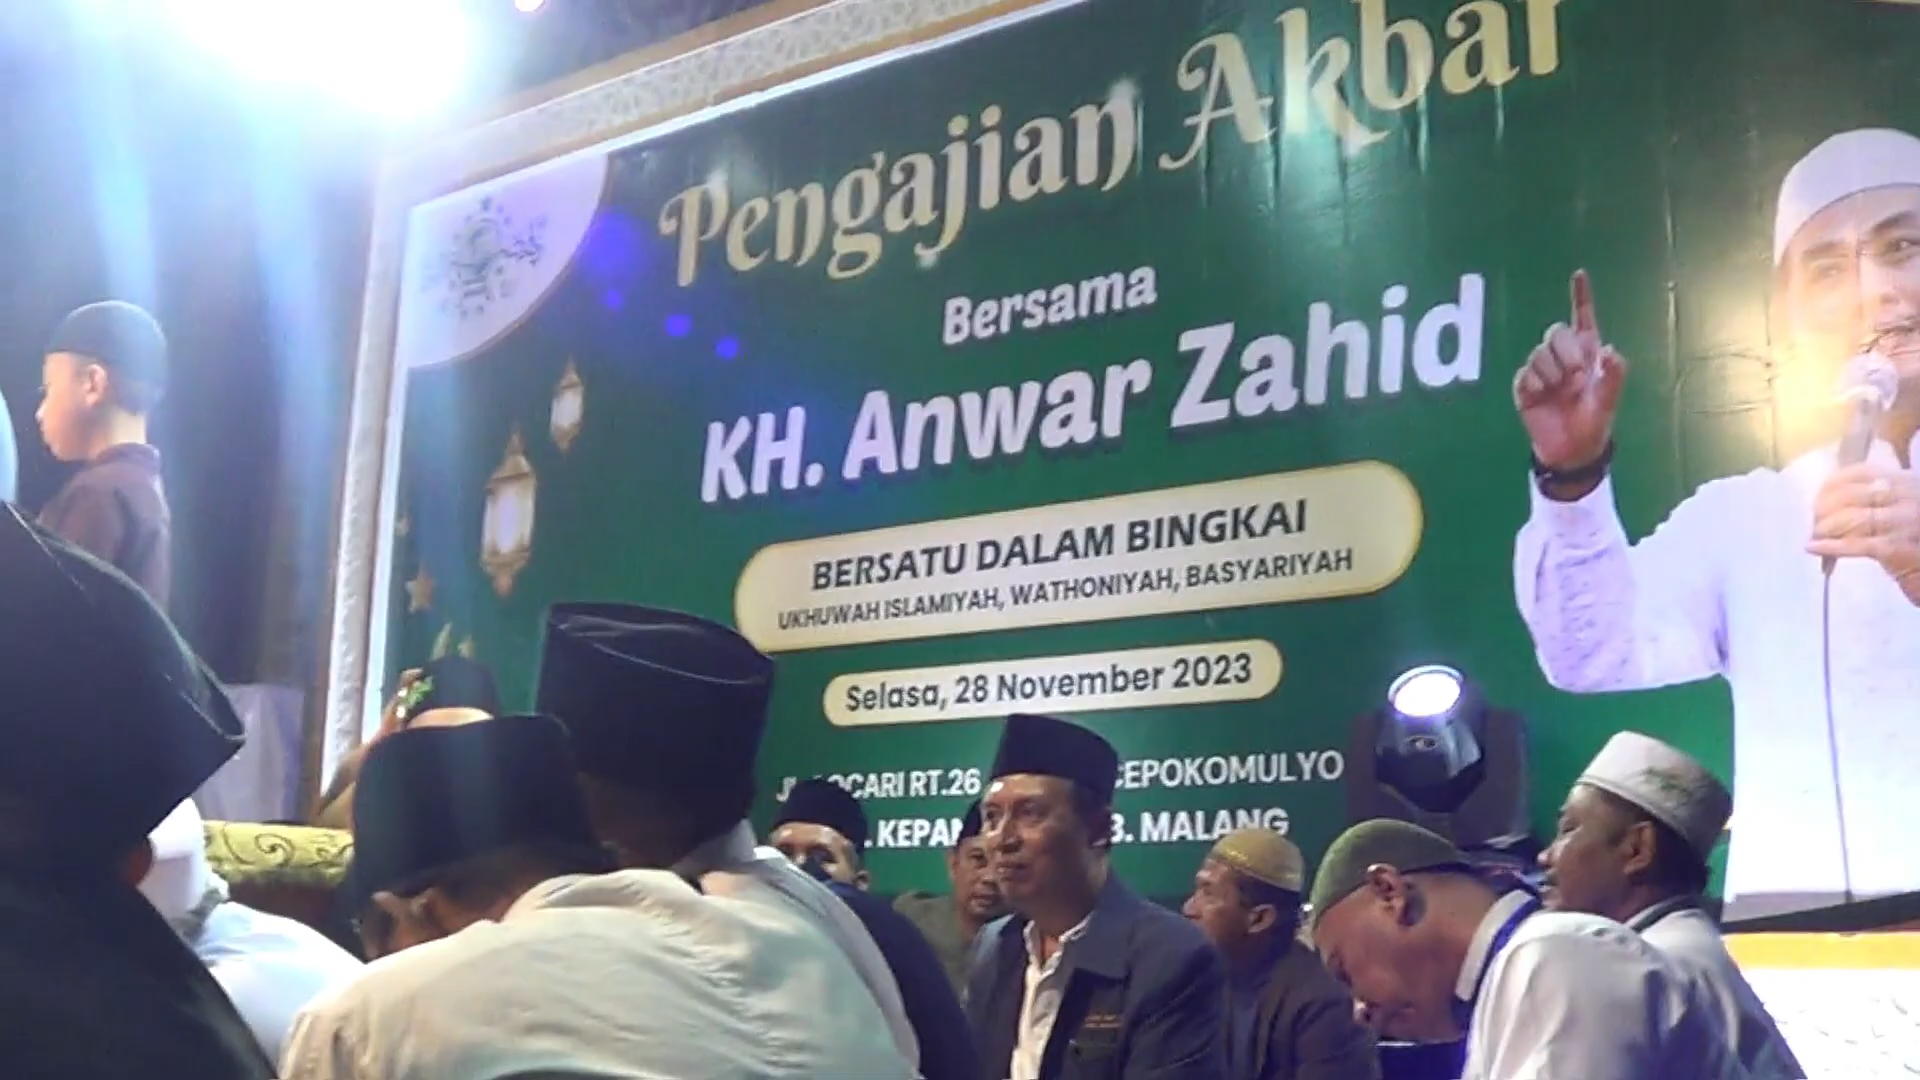 Pengajian Akbar
Bersama
KH. Anwar Zahid
BERSATU DALAM BINGKAI
UKHUWAH ISLAMIYAH, WATHONIYAH, BASYARIYAH
Selasa, 28 November 2023
RT.26 CEPOKOMULYO
MALANG